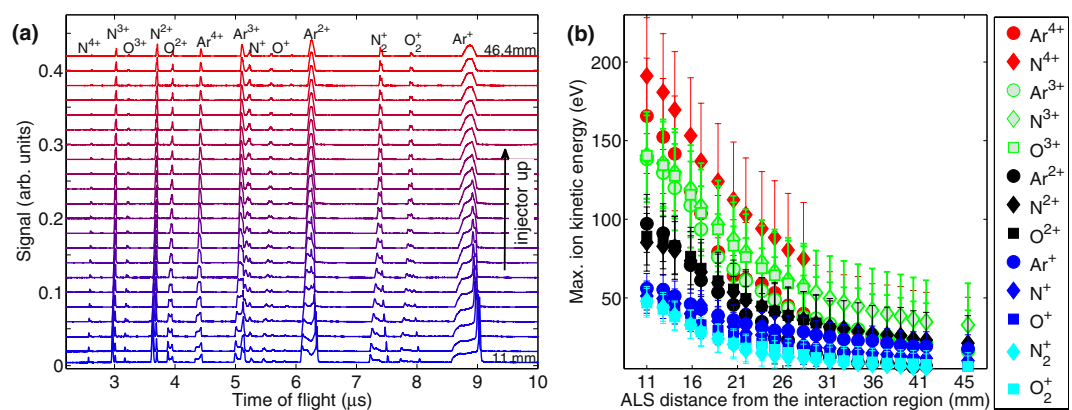 (a)
N⁴⁺ N³⁺ O³⁺ N²⁺ O²⁺ Ar⁴⁺ Ar³⁺ N⁺ O⁺ Ar²⁺ N₂⁺ O₂⁺ Ar⁺ 46.4mm
0.4
0.3
0.2
0.1
0
Signal (arb. units)
injector up
11 mm
3 4 5 6 7 8 9 10
Time of flight (μs)
(b)
200
150
100
50
Max. ion kinetic energy (eV)
11 16 21 26 31 36 41 45
ALS distance from the interaction region (mm)
Ar⁴⁺
N⁴⁺
Ar³⁺
N³⁺
O³⁺
Ar²⁺
N²⁺
O²⁺
Ar⁺
N⁺
O⁺
N₂⁺
O₂⁺